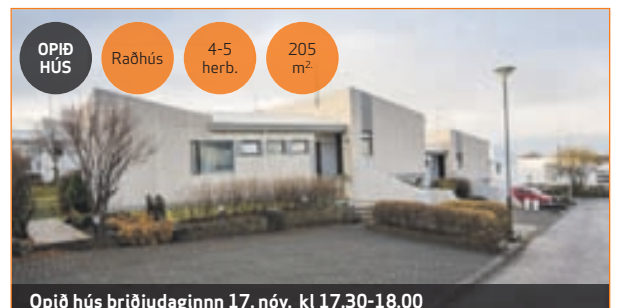 OPIÐ
HÚS
Raðhús
4-5
herb.
205
m2.
Opið hús þriðjudaginnn 17. nóv. kl 17.30-18.00